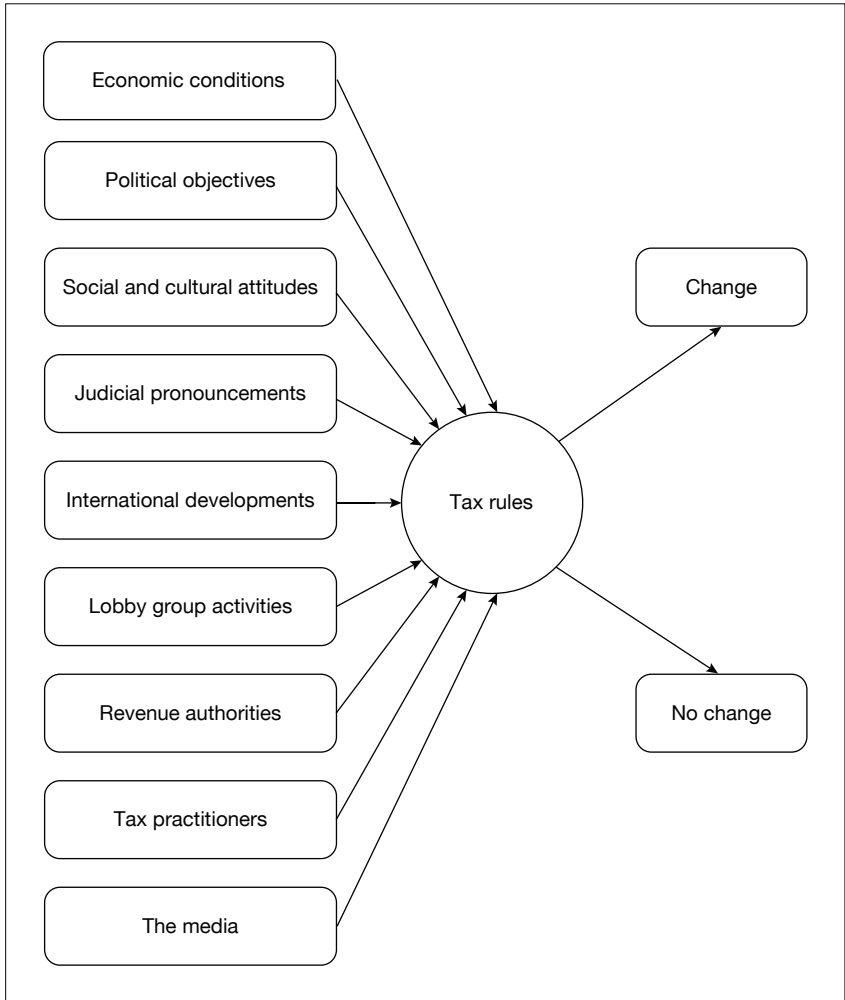 Economic conditions
Political objectives
Social and cultural attitudes
Judicial pronouncements
International developments
Lobby group activities
Revenue authorities
Tax practitioners
The media
Tax rules
Change
No change